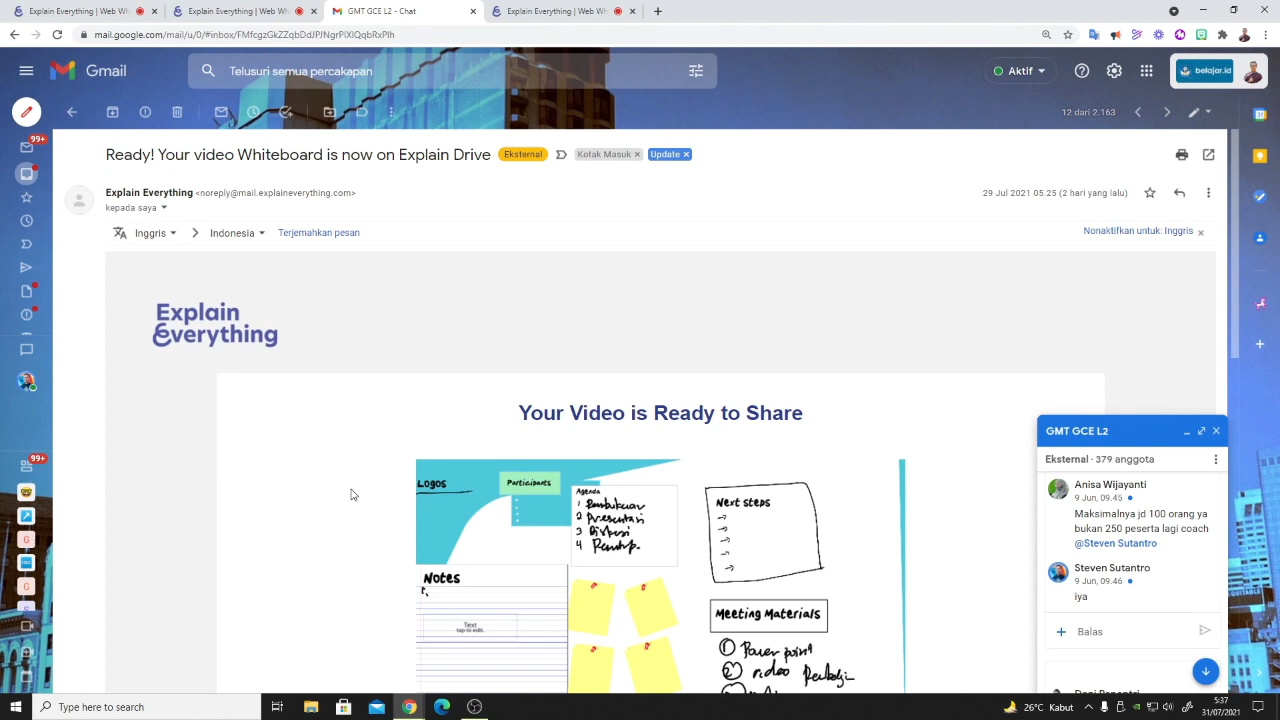 Explain Everything Web Wh
Explain Everything Web Wh
GMT GCE L2 - Chat
Explain Everything Web Wh
mail.google.com/mail/u/0/#inbox/FMfcgzGkZZqbDdJPJNgrPlXlQqbRxPlh
Gmail
Telusuri semua percakapan
Aktif
belajar.id
12 dari 2.163
99+
Ready! Your video Whiteboard is now on Explain Drive
Eksternal
Kotak Masuk ×
Update ×
Explain Everything <noreply@mail.explaineverything.com>
29 Jul 2021 05.25 (2 hari yang lalu)
kepada saya
Inggris
Indonesia
Terjemahkan pesan
Nonaktifkan untuk: Inggris ×
Explain
Everything
Your Video is Ready to Share
Logos
Participants
Agenda
1 Pembukaan
2 Presentasi
3 Diskusi
4 Penutup.
Next steps
Notes
1,
Text
tap to edit.
Meeting Materials
1 Power point
2 video
99+
GMT GCE L2
Eksternal - 379 anggota
Anisa Wijayanti
9 Jun, 09.45
Maksimalnya jd 100 orang ya
bukan 250 peserta lagi coach
@Steven Sutantro
Steven Sutantro
9 Jun, 09.46
iya
Balas
Type here to search
26°C Kabut
5:37
31/07/2021